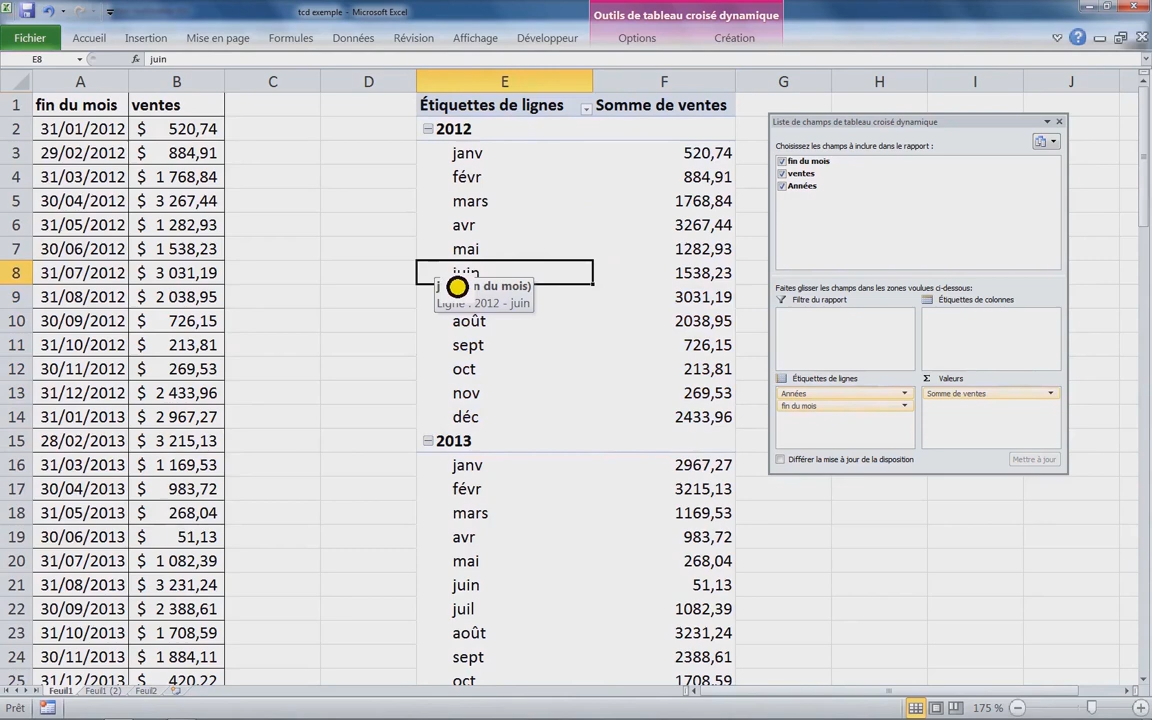 tcd exemple - Microsoft Excel
Outils de tableau croisé dynamique
Fichier Accueil Insertion Mise en page Formules Données Révision Affichage Développeur Options Création
E8 fx juin
A B C D E F G H I J
1 fin du mois ventes Étiquettes de lignes Somme de ventes
2 31/01/2012 $ 520,74 2012
3 29/02/2012 $ 884,91 janv 520,74
4 31/03/2012 $ 1 768,84 févr 884,91
5 30/04/2012 $ 3 267,44 mars 1768,84
6 31/05/2012 $ 1 282,93 avr 3267,44
7 30/06/2012 $ 1 538,23 mai 1282,93
8 31/07/2012 $ 3 031,19 juin 1538,23
9 31/08/2012 $ 2 038,95 3031,19
10 30/09/2012 $ 726,15 août 2038,95
11 31/10/2012 $ 213,81 sept 726,15
12 30/11/2012 $ 269,53 oct 213,81
13 31/12/2012 $ 2 433,96 nov 269,53
14 31/01/2013 $ 2 967,27 déc 2433,96
15 28/02/2013 $ 3 215,13 2013
16 31/03/2013 $ 1 169,53 janv 2967,27
17 30/04/2013 $ 983,72 févr 3215,13
18 31/05/2013 $ 268,04 mars 1169,53
19 30/06/2013 $ 51,13 avr 983,72
20 31/07/2013 $ 1 082,39 mai 268,04
21 31/08/2013 $ 3 231,24 juin 51,13
22 30/09/2013 $ 2 388,61 juil 1082,39
23 31/10/2013 $ 1 708,59 août 3231,24
24 30/11/2013 $ 1 884,11 sept 2388,61
25 31/12/2013 $ 420,22 oct 1708,59
n du mois)
Ligne : 2012 - juin
Liste de champs de tableau croisé dynamique
Choisissez les champs à inclure dans le rapport :
fin du mois
ventes
Années
Faites glisser les champs dans les zones voulues ci-dessous:
Filtre du rapport Étiquettes de colonnes
Étiquettes de lignes Σ Valeurs
Années Somme de ventes
fin du mois
Différer la mise à jour de la disposition Mettre à jour
Feuil1 Feuil1 (2) Feuil2
Prêt 175 %